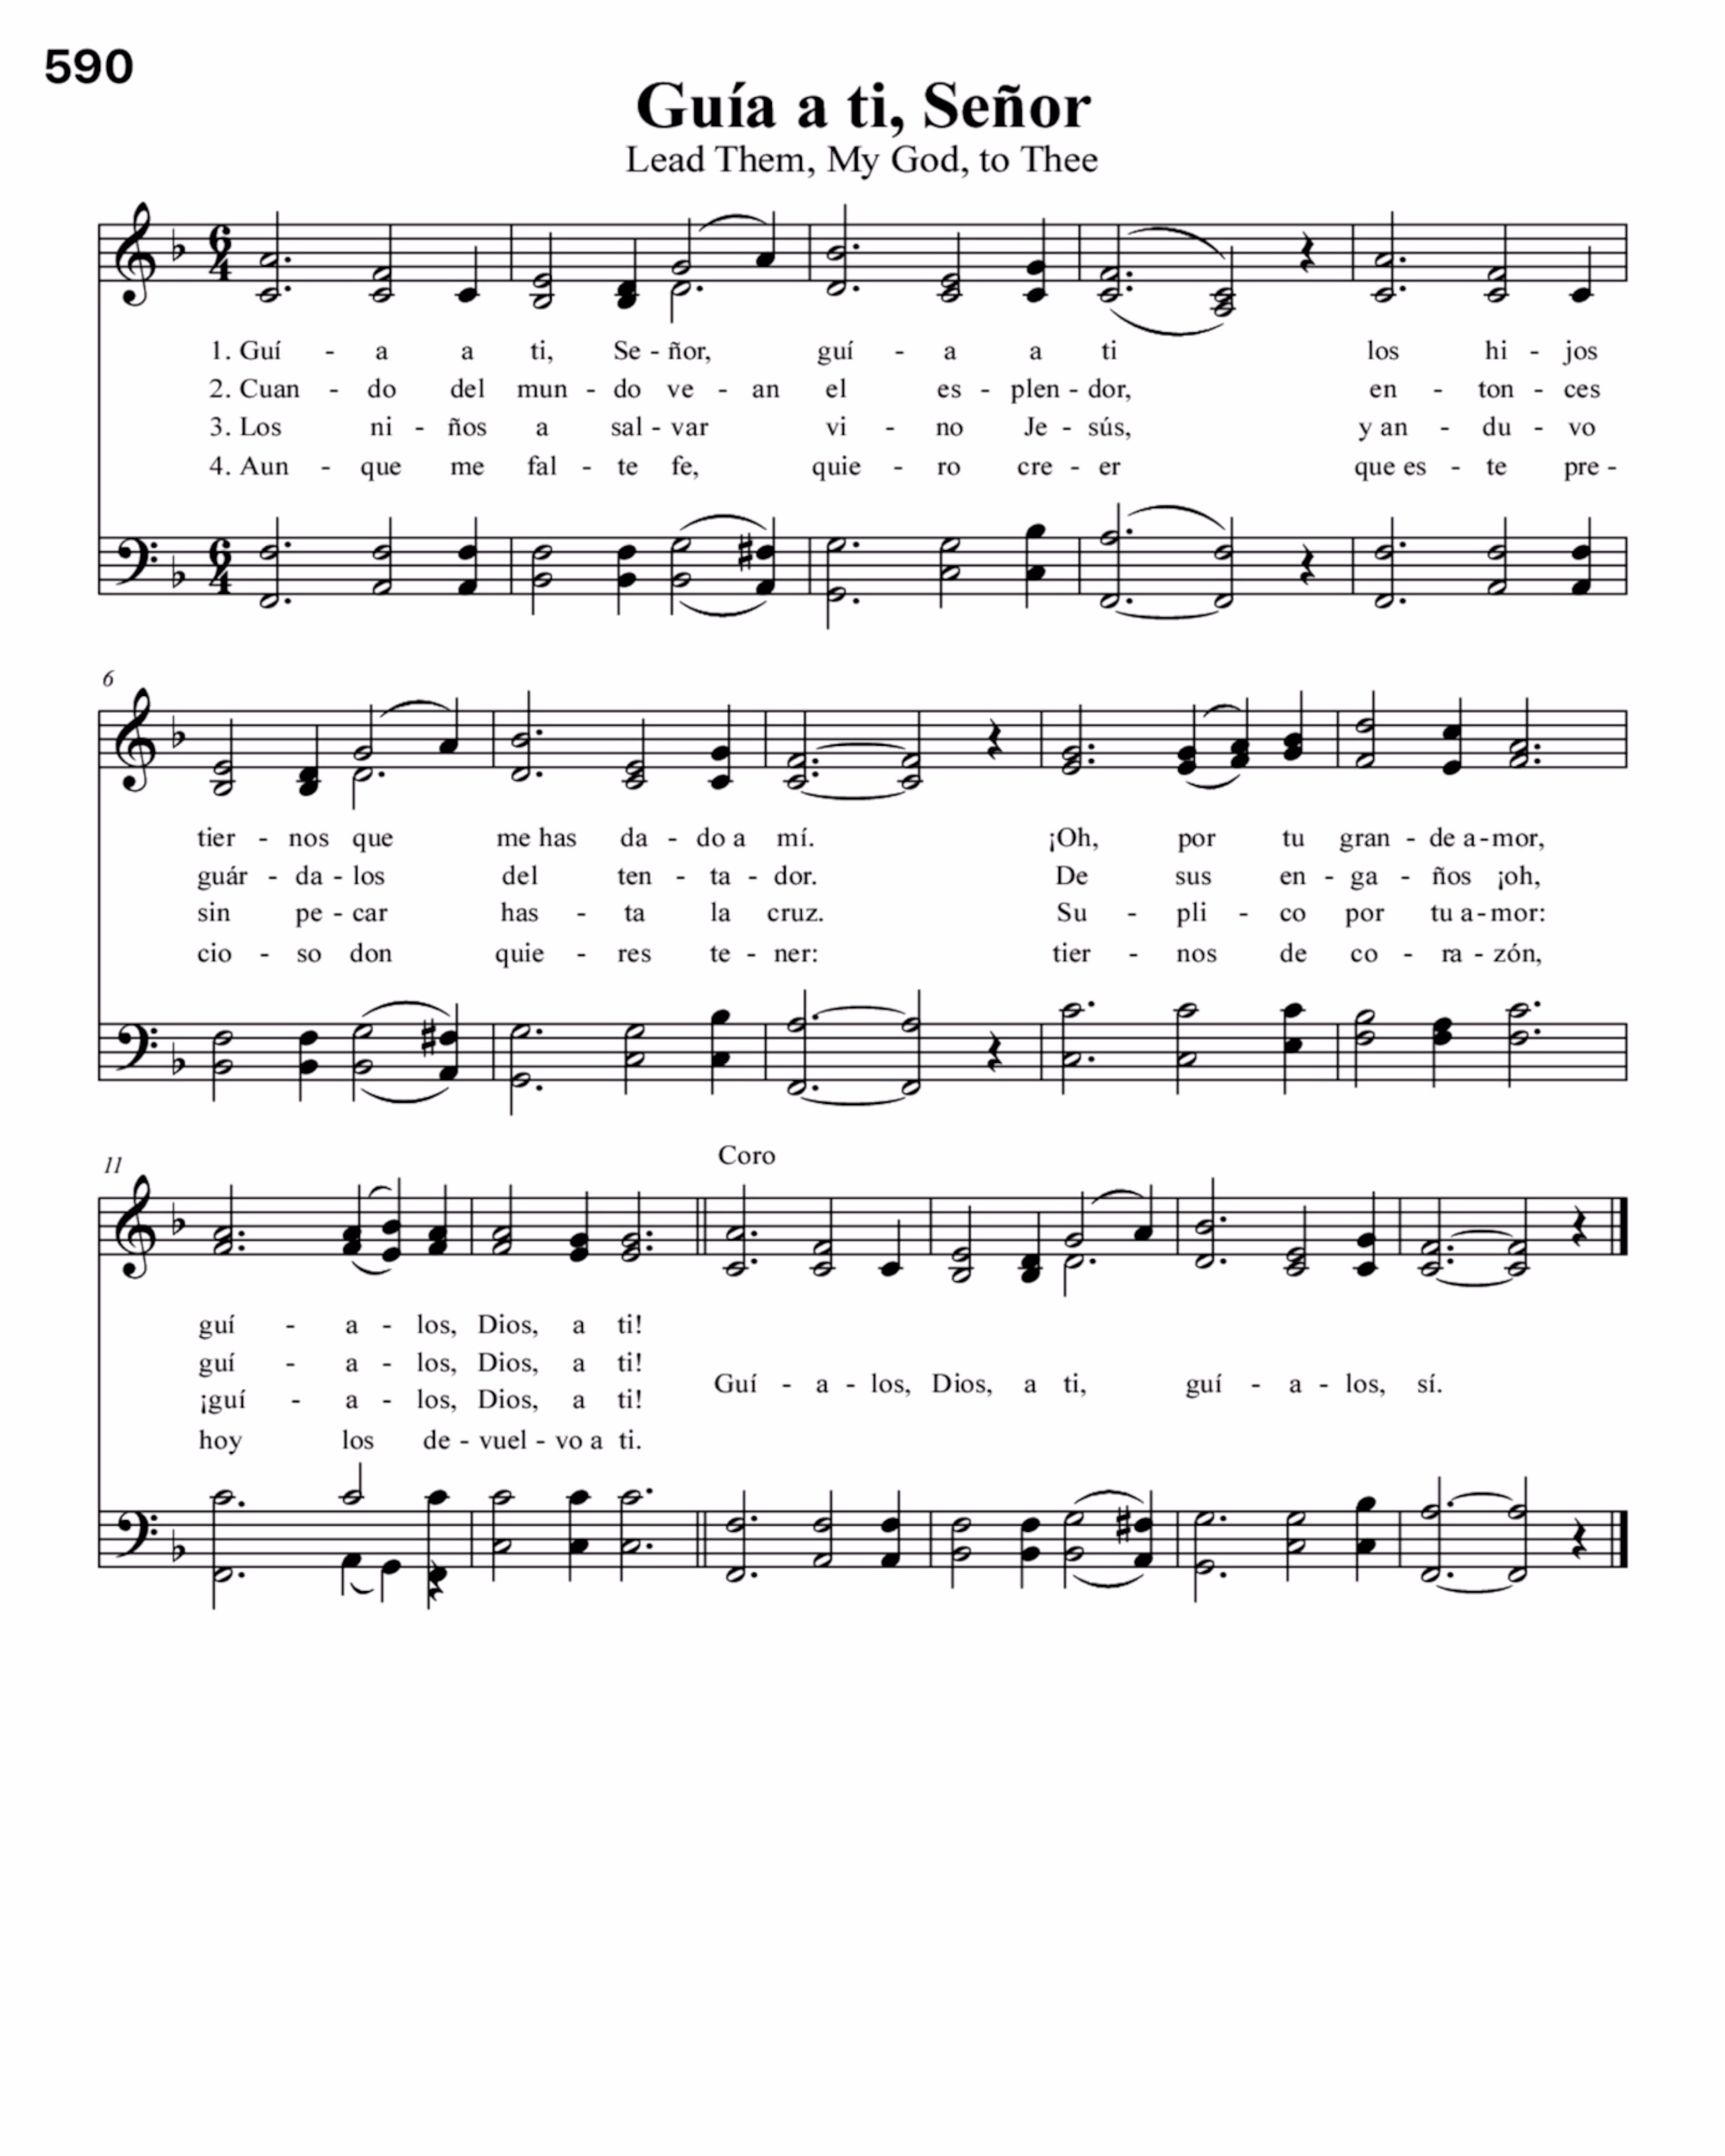 590
Guía a ti, Señor
Lead Them, My God, to Thee
1. Guí - a a ti, Se - ñor, guí - a a ti los hi - jos
2. Cuan - do del mun - do ve - an el es - plen - dor, en - ton - ces
3. Los ni - ños a sal - var vi - no Je - sús, y an - du - vo
4. Aun - que me fal - te fe, quie - ro cre - er que es - te pre -
6
tier - nos que me has da - do a mí. ¡Oh, por tu gran - de a - mor,
guár - da - los del ten - ta - dor. De sus en - ga - ños ¡oh,
sin pe - car has - ta la cruz. Su - pli - co por tu a - mor:
cio - so don quie - res te - ner: tier - nos de co - ra - zón,
11
Coro
guí - a - los, Dios, a ti!
guí - a - los, Dios, a ti!
¡guí - a - los, Dios, a ti!
hoy los de - vuel - vo a ti.
Guí - a - los, Dios, a ti, guí - a - los, sí.